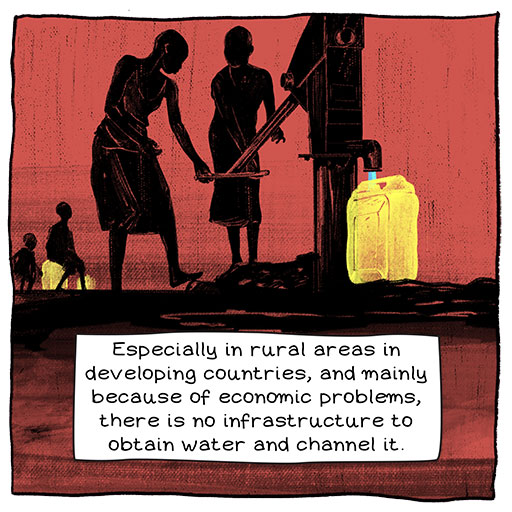 Especially in rural areas in
developing countries, and mainly
because of economic problems,
there is no infrastructure to
obtain water and channel it.